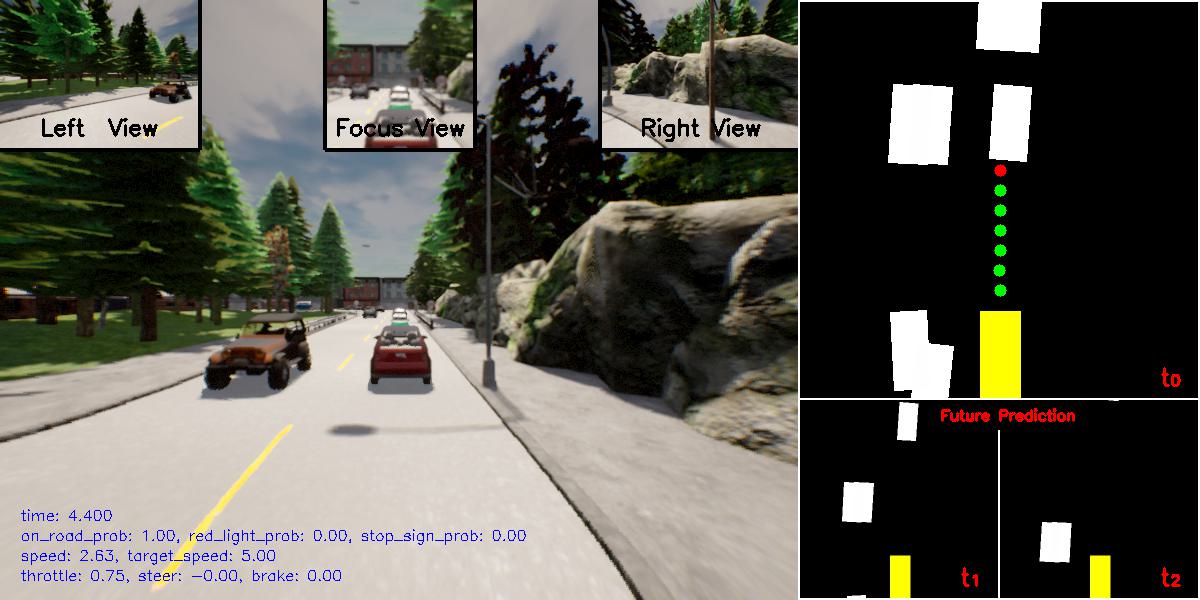 Left View
Focus View
Right View
t0
Future Prediction
t1
t2
time: 4.400
on_road_prob: 1.00, red_light_prob: 0.00, stop_sign_prob: 0.00
speed: 2.63, target_speed: 5.00
throttle: 0.75, steer: −0.00, brake: 0.00